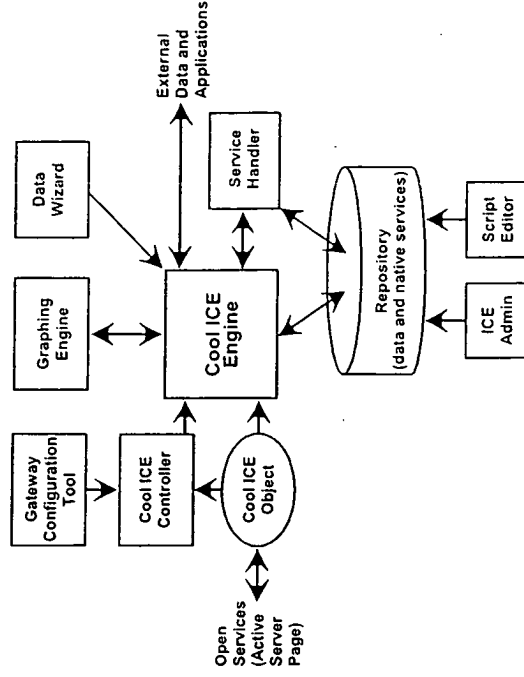 Gateway
Configuration
Tool
Graphing
Engine
Data
Wizard
External
Data and
Applications
Cool ICE
Controller
Cool ICE
Engine
Service
Handler
Open
Services
(Active
Server
Page)
Cool ICE
Object
Repository
(data and native services)
ICE
Admin
Script
Editor